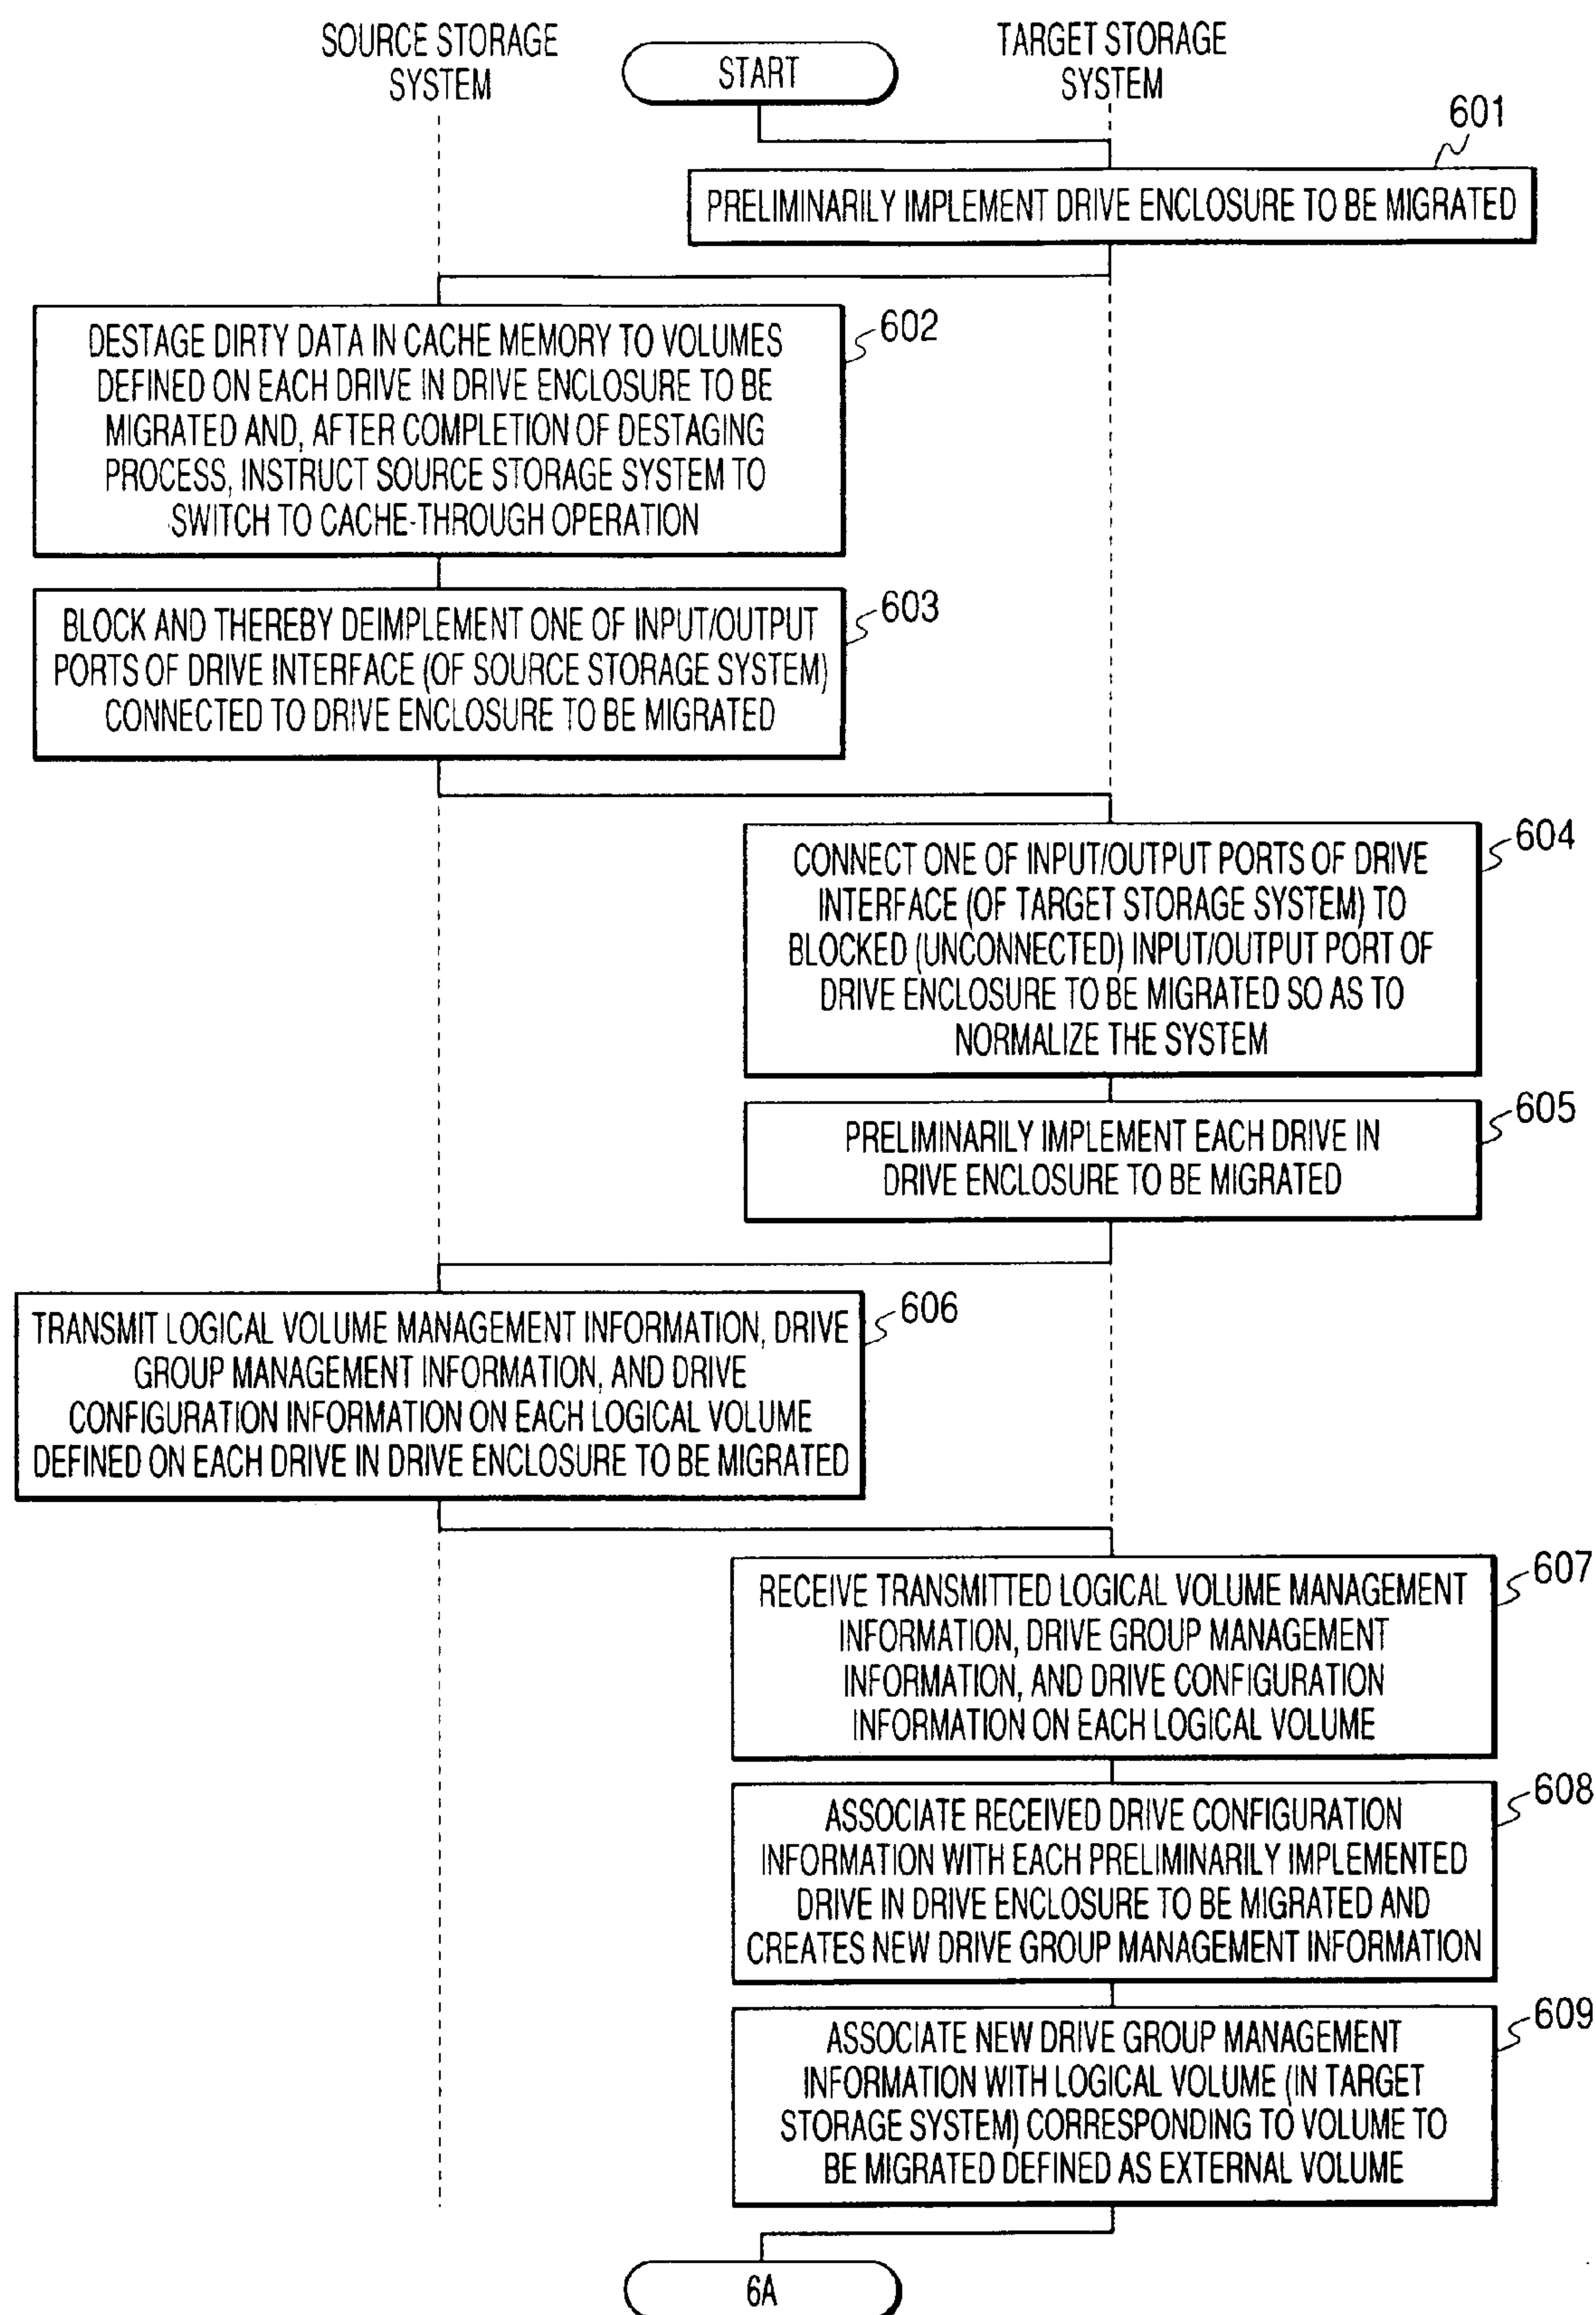 SOURCE STORAGE
SYSTEM
START
TARGET STORAGE
SYSTEM
601
PRELIMINARILY IMPLEMENT DRIVE ENCLOSURE TO BE MIGRATED
602
DESTAGE DIRTY DATA IN CACHE MEMORY TO VOLUMES
DEFINED ON EACH DRIVE IN DRIVE ENCLOSURE TO BE
MIGRATED AND, AFTER COMPLETION OF DESTAGING
PROCESS, INSTRUCT SOURCE STORAGE SYSTEM TO
SWITCH TO CACHE-THROUGH OPERATION
603
BLOCK AND THEREBY DEIMPLEMENT ONE OF INPUT/OUTPUT
PORTS OF DRIVE INTERFACE (OF SOURCE STORAGE SYSTEM)
CONNECTED TO DRIVE ENCLOSURE TO BE MIGRATED
604
CONNECT ONE OF INPUT/OUTPUT PORTS OF DRIVE
INTERFACE (OF TARGET STORAGE SYSTEM) TO
BLOCKED (UNCONNECTED) INPUT/OUTPUT PORT OF
DRIVE ENCLOSURE TO BE MIGRATED SO AS TO
NORMALIZE THE SYSTEM
605
PRELIMINARILY IMPLEMENT EACH DRIVE IN
DRIVE ENCLOSURE TO BE MIGRATED
606
TRANSMIT LOGICAL VOLUME MANAGEMENT INFORMATION, DRIVE
GROUP MANAGEMENT INFORMATION, AND DRIVE
CONFIGURATION INFORMATION ON EACH LOGICAL VOLUME
DEFINED ON EACH DRIVE IN DRIVE ENCLOSURE TO BE MIGRATED
607
RECEIVE TRANSMITTED LOGICAL VOLUME MANAGEMENT
INFORMATION, DRIVE GROUP MANAGEMENT
INFORMATION, AND DRIVE CONFIGURATION
INFORMATION ON EACH LOGICAL VOLUME
608
ASSOCIATE RECEIVED DRIVE CONFIGURATION
INFORMATION WITH EACH PRELIMINARILY IMPLEMENTED
DRIVE IN DRIVE ENCLOSURE TO BE MIGRATED AND
CREATES NEW DRIVE GROUP MANAGEMENT INFORMATION
609
ASSOCIATE NEW DRIVE GROUP MANAGEMENT
INFORMATION WITH LOGICAL VOLUME (IN TARGET
STORAGE SYSTEM) CORRESPONDING TO VOLUME TO
BE MIGRATED DEFINED AS EXTERNAL VOLUME
6A